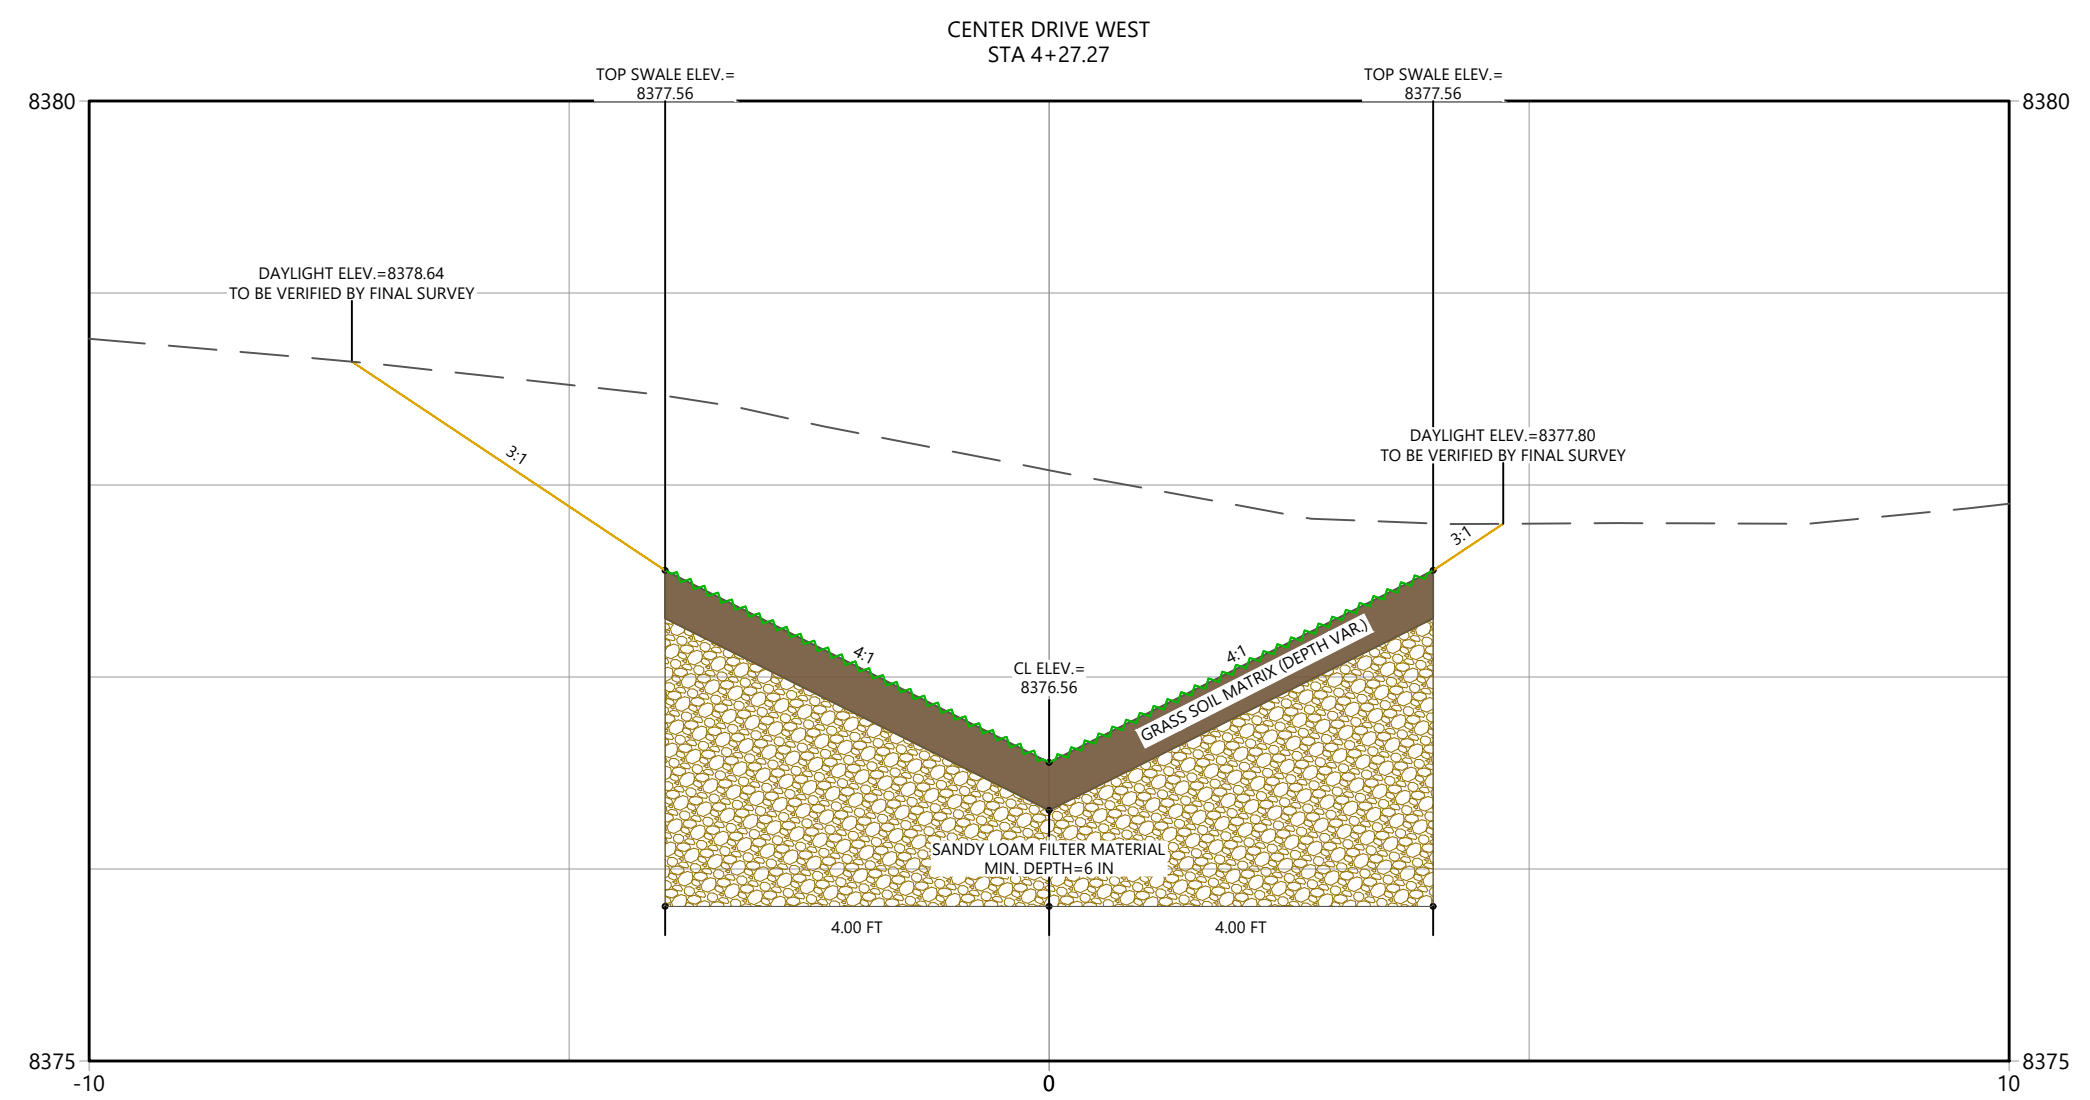 CENTER DRIVE WEST
STA 4+27.27
TOP SWALE ELEV.=
8377.56
TOP SWALE ELEV.=
8377.56
8380
8380
DAYLIGHT ELEV.=8378.64
TO BE VERIFIED BY FINAL SURVEY
DAYLIGHT ELEV.=8377.80
TO BE VERIFIED BY FINAL SURVEY
3:1
3:1
4:1
4:1
CL ELEV.=
8376.56
GRASS SOIL MATRIX (DEPTH VAR.)
SANDY LOAM FILTER MATERIAL
MIN. DEPTH=6 IN
4.00 FT
4.00 FT
8375
8375
-10
0
10